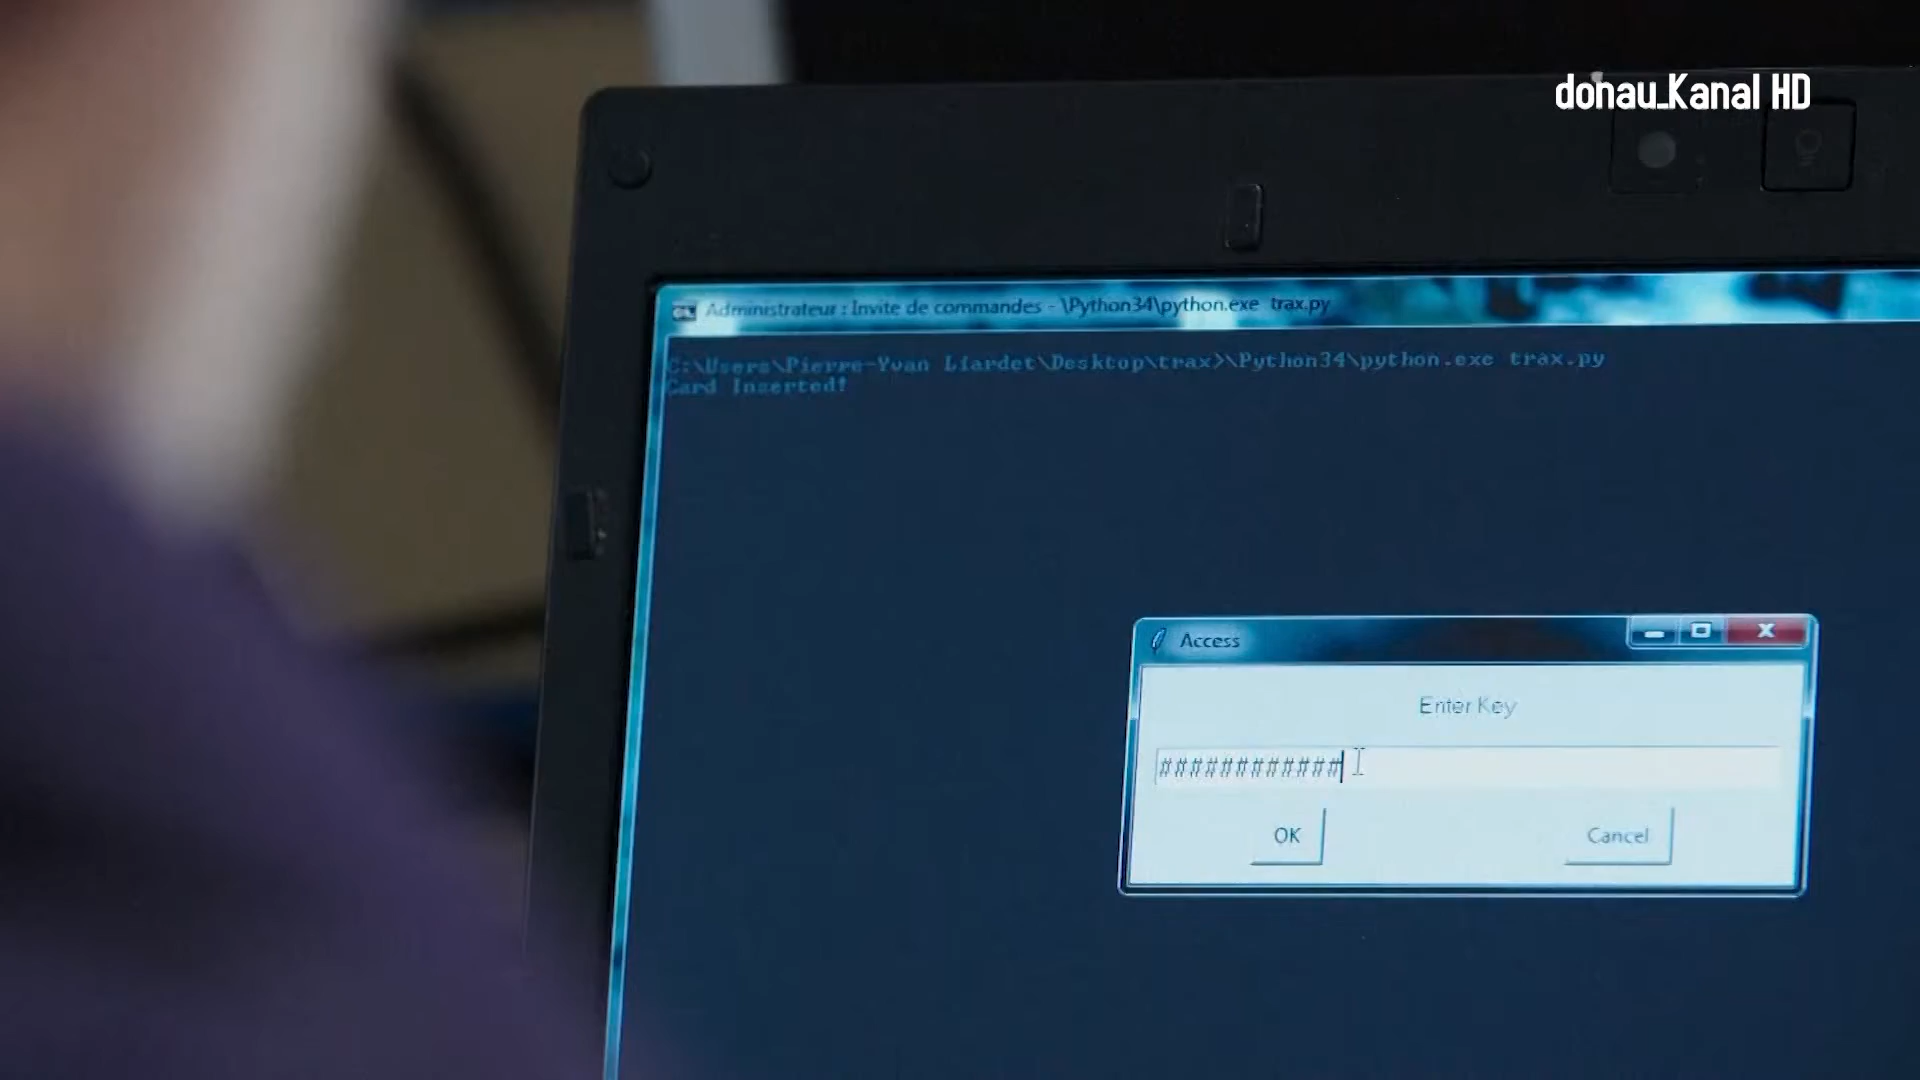 donau_Kanal HD
Administrateur : Invite de commandes - \Python34\python.exe trax.py
C:\Users\Pierre-Yvan Liardet\Desktop\trax>\Python34\python.exe trax.py
Card Inserted!
Access
Enter Key
############
OK
Cancel